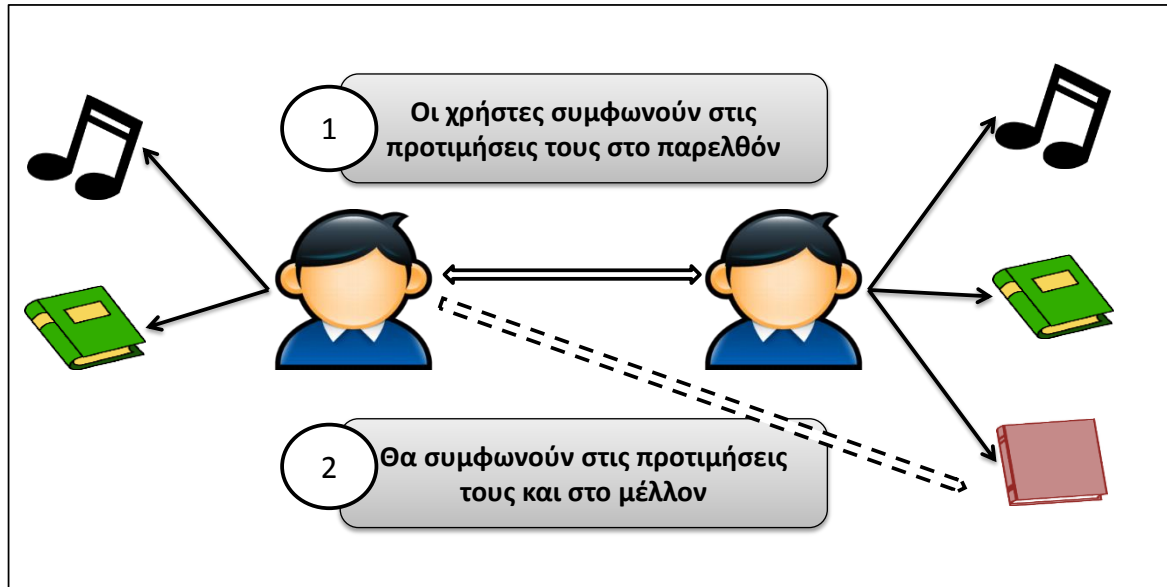 1
Οι χρήστες συμφωνούν στις
προτιμήσεις τους στο παρελθόν
2
Θα συμφωνούν στις προτιμήσεις
τους και στο μέλλον